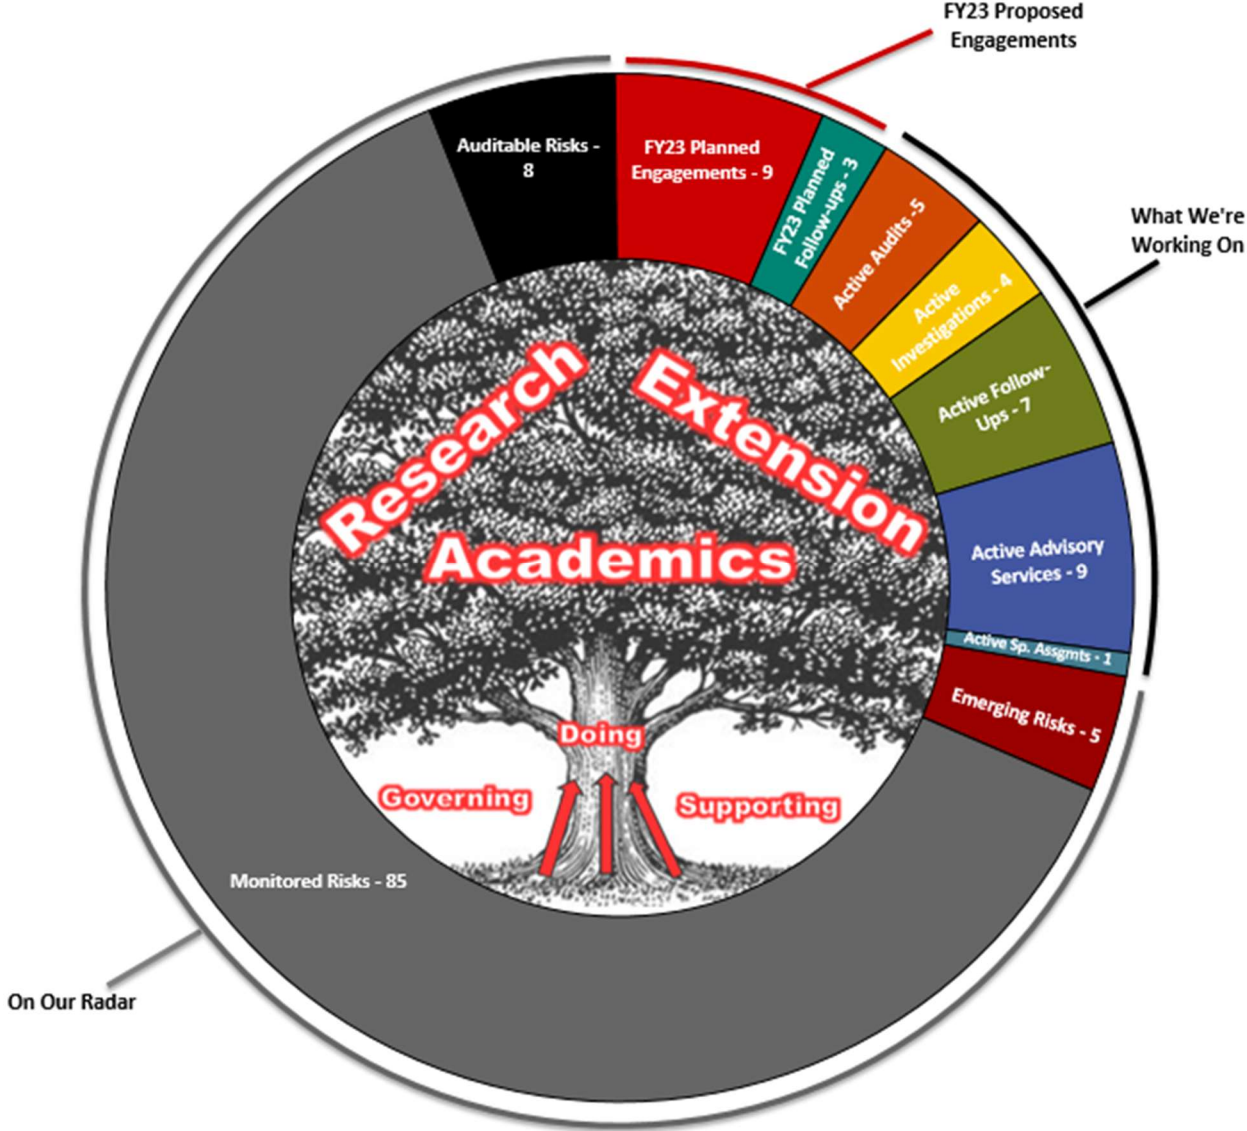 FY23 Proposed
Engagements
Auditable Risks -
8
FY23 Planned
Engagements - 9
FY23 Planned
Follow-ups - 3
Active Audits -5
Active
Investigations - 4
What We're
Working On
Active Follow-
Ups - 7
Active Advisory
Services - 9
Active Sp. Assgmts - 1
Emerging Risks - 5
Research
Extension
Academics
Doing
Governing
Supporting
Monitored Risks - 85
On Our Radar